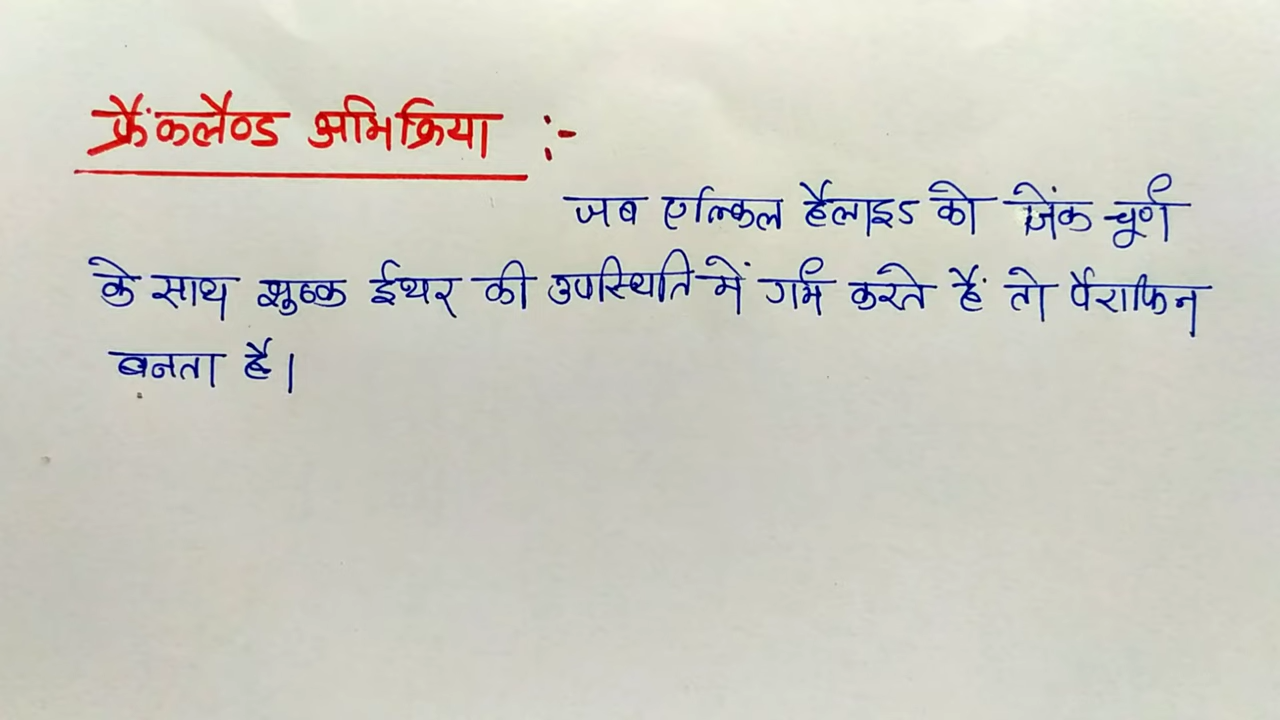 फ्रैंकलैण्ड अभिक्रिया :-
जब एल्किल हैलाइड को जिंक चूर्ण
के साथ शुष्क ईथर की उपस्थिति में गर्म करते हैं तो पैराफिन
बनता है।